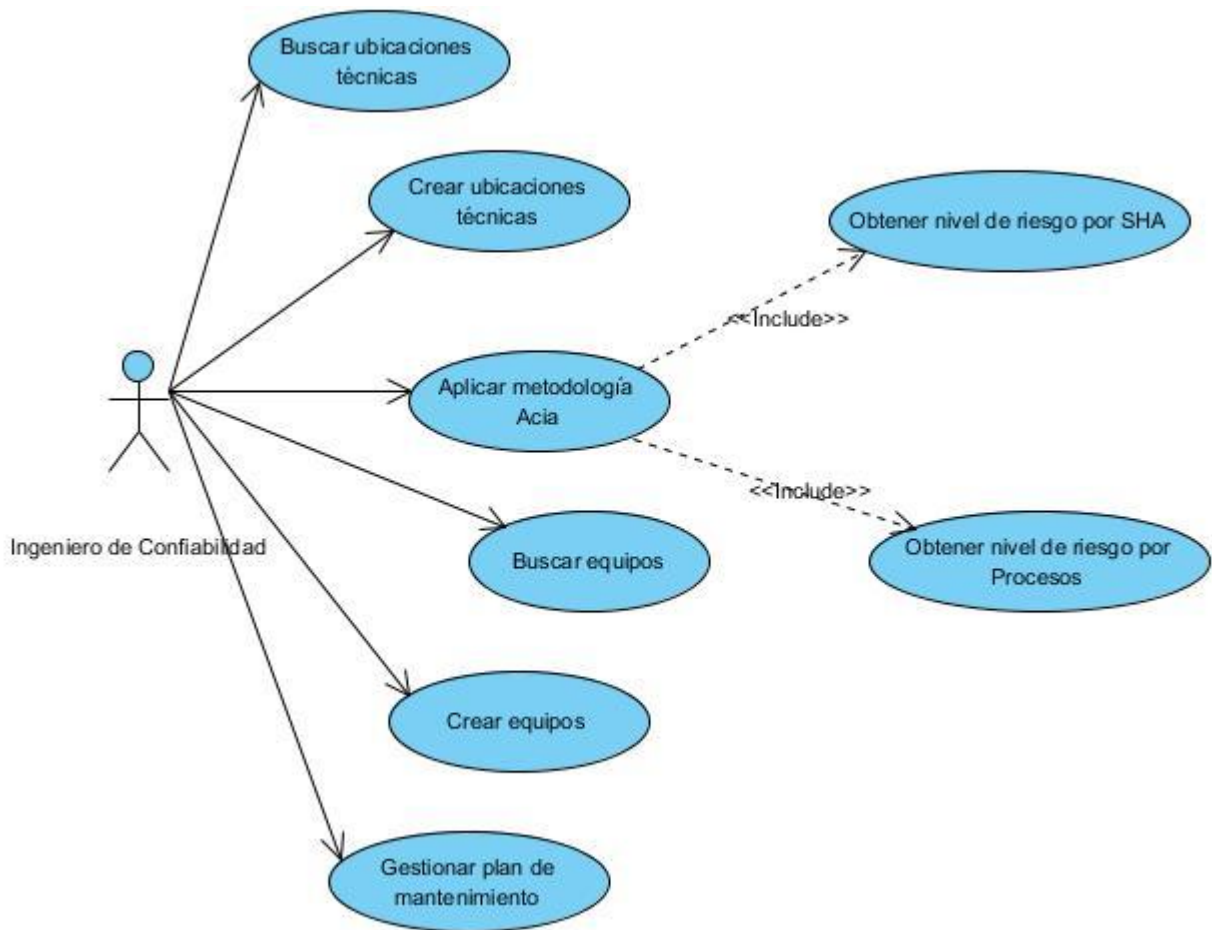 Buscar ubicaciones
técnicas
Crear ubicaciones
técnicas
Obtener nivel de riesgo por SHA
<<Include>>
Aplicar metodología
Acia
<<Include>>
Ingeniero de Confiabilidad
Buscar equipos
Obtener nivel de riesgo por
Procesos
Crear equipos
Gestionar plan de
mantenimiento